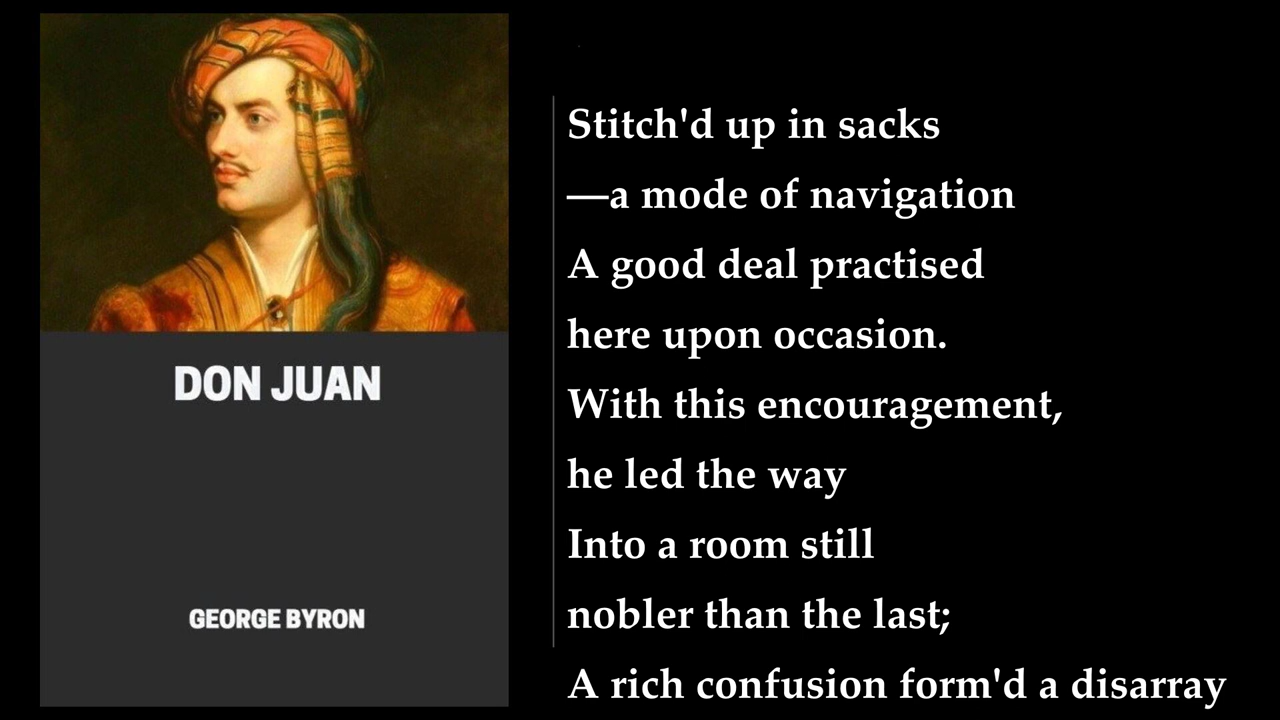 DON JUAN
GEORGE BYRON
Stitch'd up in sacks
—a mode of navigation
A good deal practised
here upon occasion.
With this encouragement,
he led the way
Into a room still
nobler than the last;
A rich confusion form'd a disarray